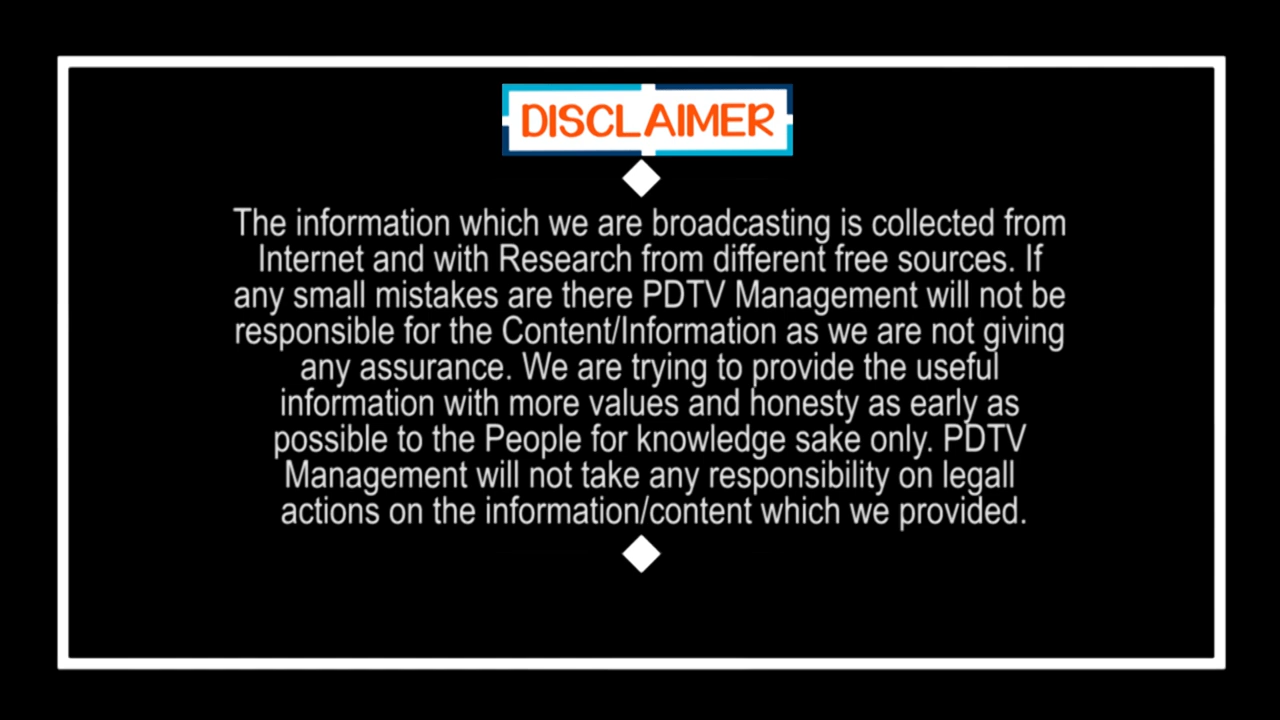 DISCLAIMER
The information which we are broadcasting is collected from
Internet and with Research from different free sources. If
any small mistakes are there PDTV Management will not be
responsible for the Content/Information as we are not giving
any assurance. We are trying to provide the useful
information with more values and honesty as early as
possible to the People for knowledge sake only. PDTV
Management will not take any responsibility on legall
actions on the information/content which we provided.